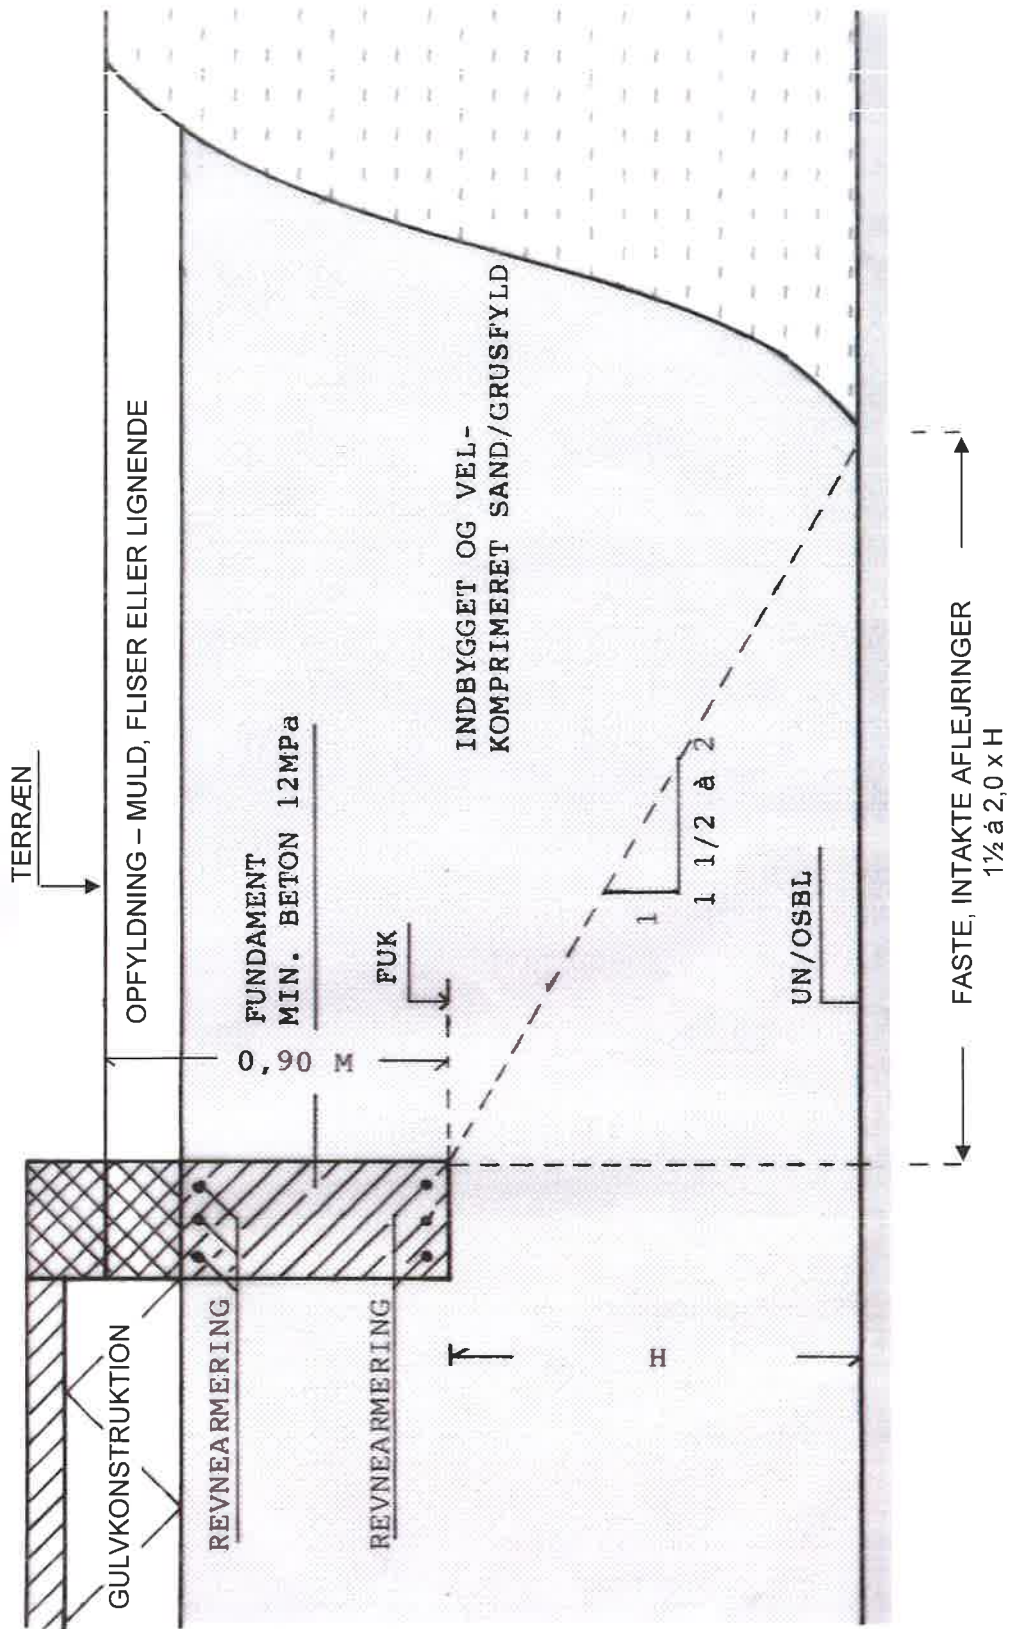 TERRÆN
OPFYLDNING – MULD, FLISER ELLER LIGNENDE
GULVKONSTRUKTION
FUNDAMENT
MIN. BETON 12MPa
0,90 M
REVNEARMERING
FUK
REVNEARMERING
INDBYGGET OG VEL-
KOMPRIMERET SAND/GRUSFYLD
1
1 1/2 à 2
H
UN/OSBL
FASTE, INTAKTE AFLEJRINGER
1½ á 2,0 x H